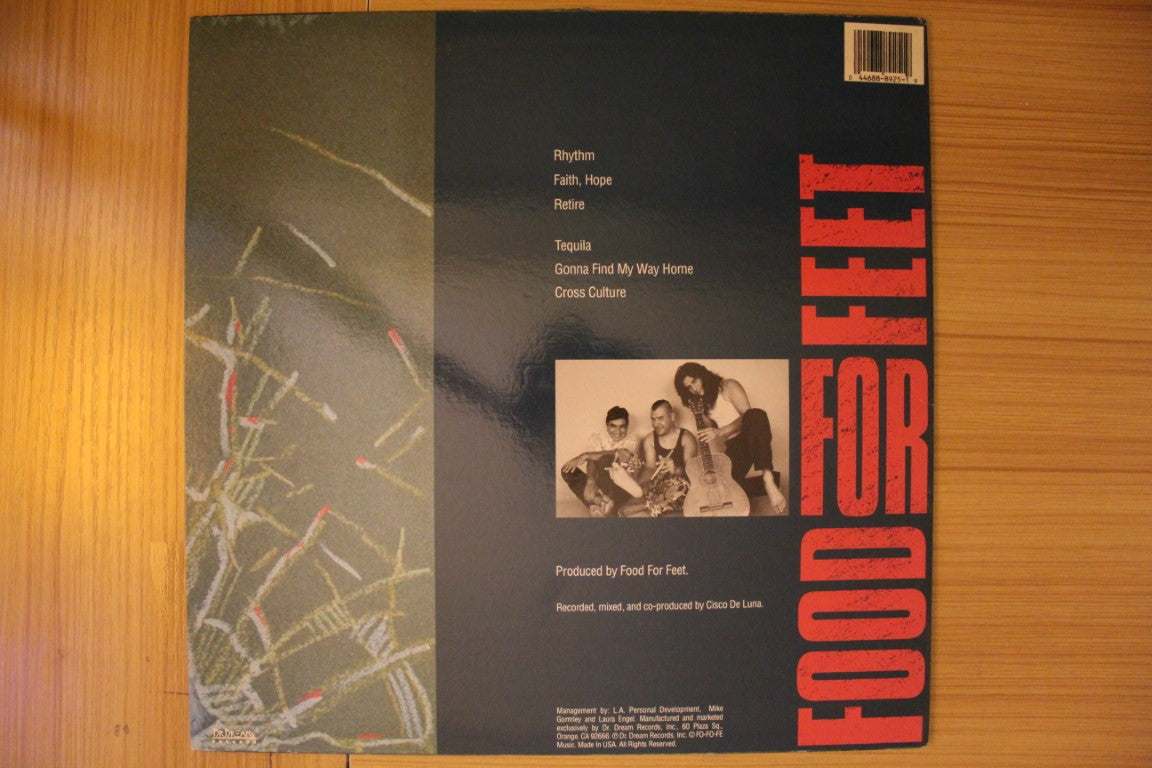 0 44688-8925-1 9
Rhythm
Faith, Hope
Retire
Tequila
Gonna Find My Way Home
Cross Culture
FOOD FOR FEET
Produced by Food For Feet.
Recorded, mixed, and co-produced by Cisco De Luna.
Management by: L.A. Personal Development, Mike
Gormley and Laura Engel. Manufactured and marketed
exclusively by Dr. Dream Records, Inc., 60 Plaza Sq.,
Orange, CA 92666 ℗ Dr. Dream Records, Inc. © FO-FO-FE
Music. Made In USA. All Rights Reserved.
DR. DREAM
RECORDS